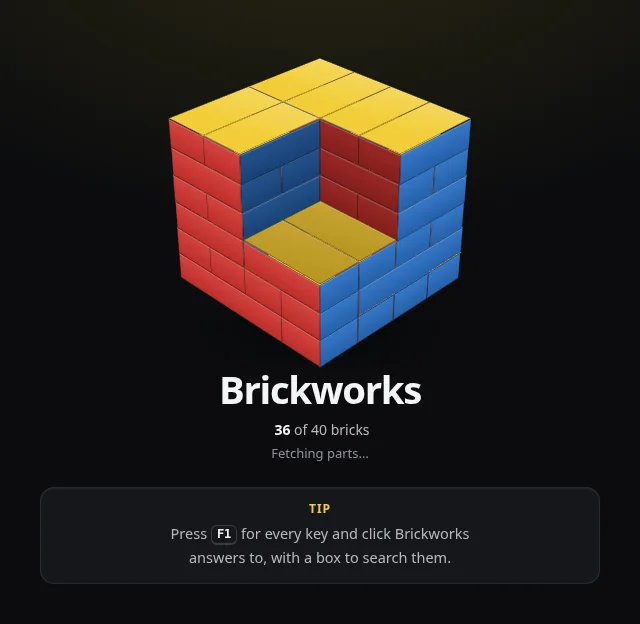 Brickworks
36 of 40 bricks
Fetching parts...
TIP
Press F1 for every key and click Brickworks
answers to, with a box to search them.